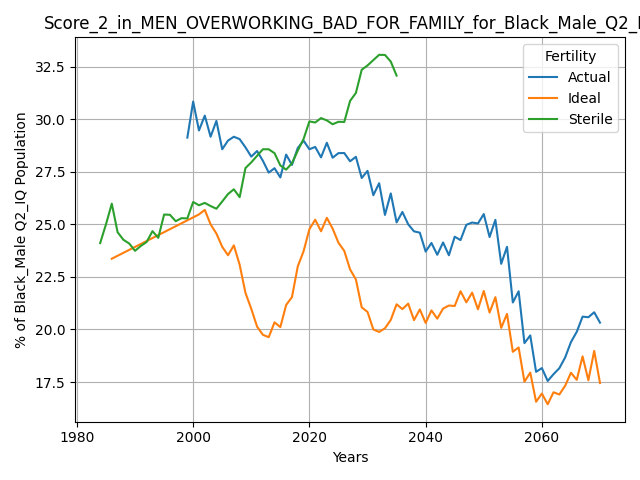 Score_2_in_MEN_OVERWORKING_BAD_FOR_FAMILY_for_Black_Male_Q2_I
Fertility
Actual
Ideal
Sterile
% of Black_Male Q2_IQ Population
32.5
30.0
27.5
25.0
22.5
20.0
17.5
1980
2000
2020
2040
2060
Years